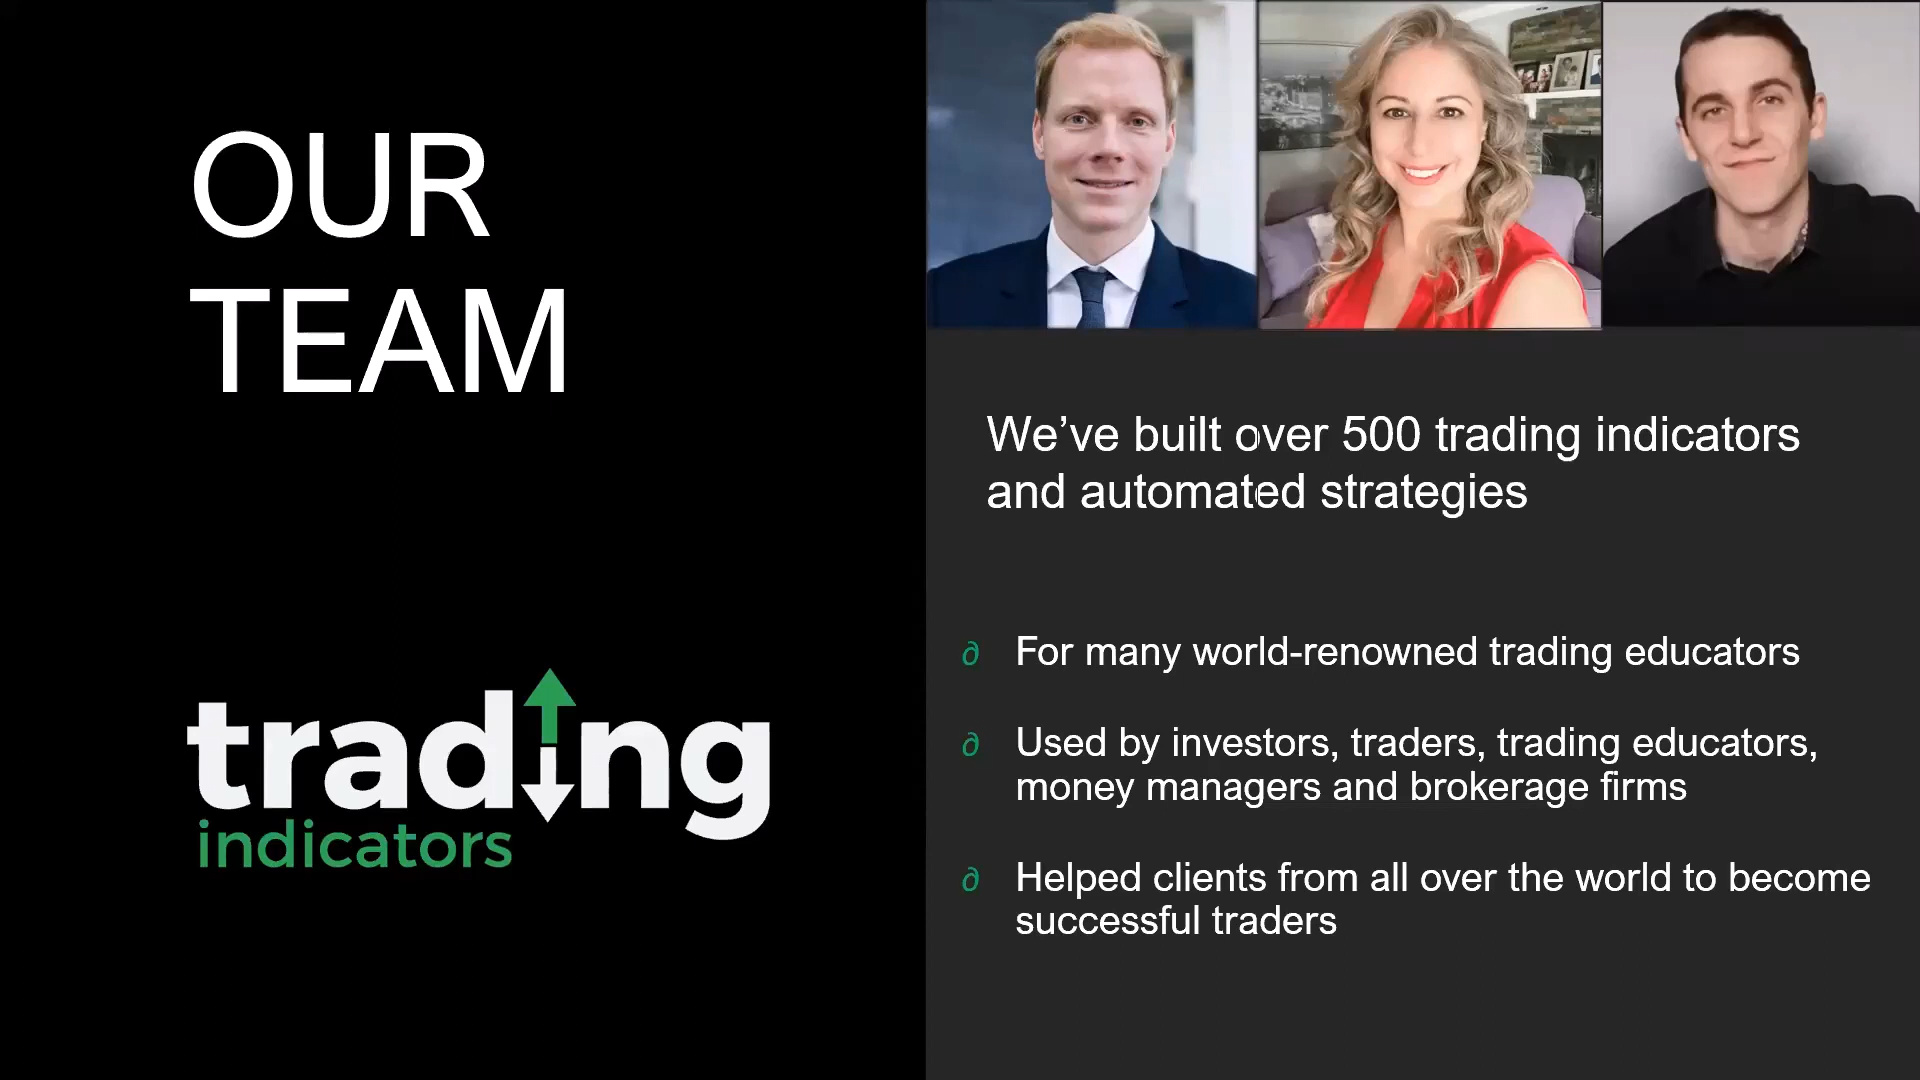 OUR
TEAM
We’ve built over 500 trading indicators
and automated strategies
∂ For many world-renowned trading educators
∂ Used by investors, traders, trading educators,
money managers and brokerage firms
∂ Helped clients from all over the world to become
successful traders
trading
indicators